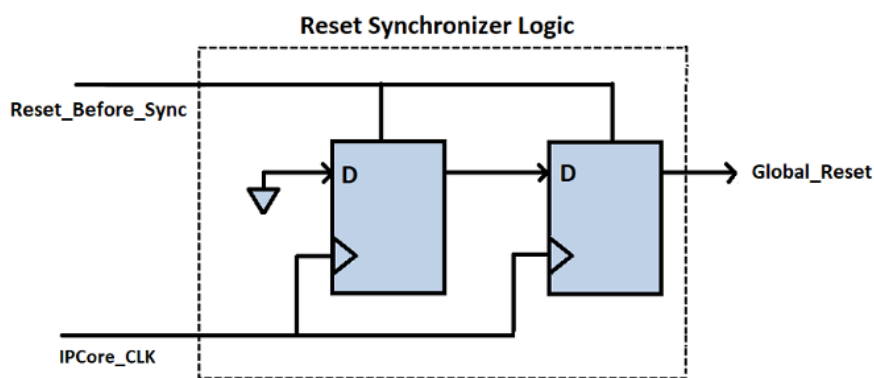 Reset Synchronizer Logic
Reset_Before_Sync
D
D
Global_Reset
IPCore_CLK